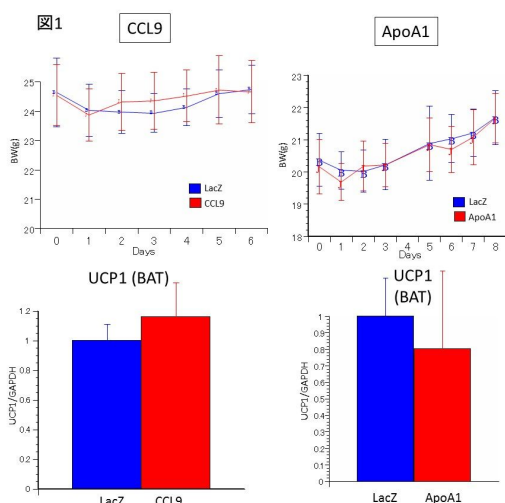 図1
CCL9
ApoA1
BW(g)
25
24
23
22
21
20
0 1 2 3 4 5 6
Days
LacZ
CCL9
BW(g)
23
22
21
20
19
18
0 1 2 3 4 5 6 7 8
Days
LacZ
ApoA1
UCP1 (BAT)
UCP1/GAPDH
1.2
1
0.8
0.6
0.4
0.2
0
LacZ CCL9
UCP1
(BAT)
UCP1/GAPDH
1
0.9
0.8
0.7
0.6
0.5
0.4
0.3
0.2
0.1
0
LacZ ApoA1